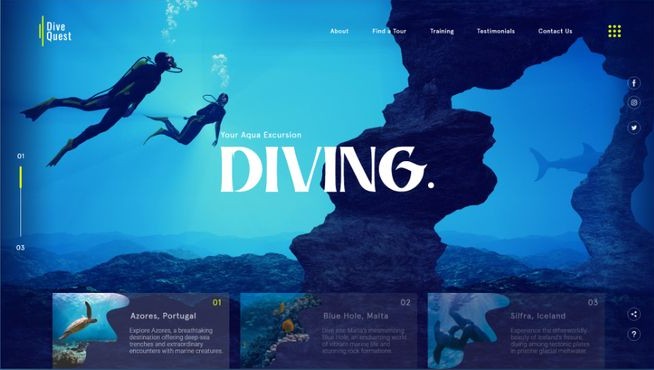 Dive
Quest
About
Find a Tour
Training
Testimonials
Contact Us
Your Aqua Excursion
DIVING.
01
03
01
Azores, Portugal
Explore Azores, a breathtaking
destination offering deep-sea
trenches and extraordinary
encounters with marine creatures.
02
Blue Hole, Malta
Dive into Malta's mesmerizing
Blue Hole, an enchanting world
of vibrant marine life and
stunning rock formations.
03
Silfra, Iceland
Experience the otherworldly
beauty of Iceland's fissure,
diving among tectonic plates
in pristine glacial meltwater.
?